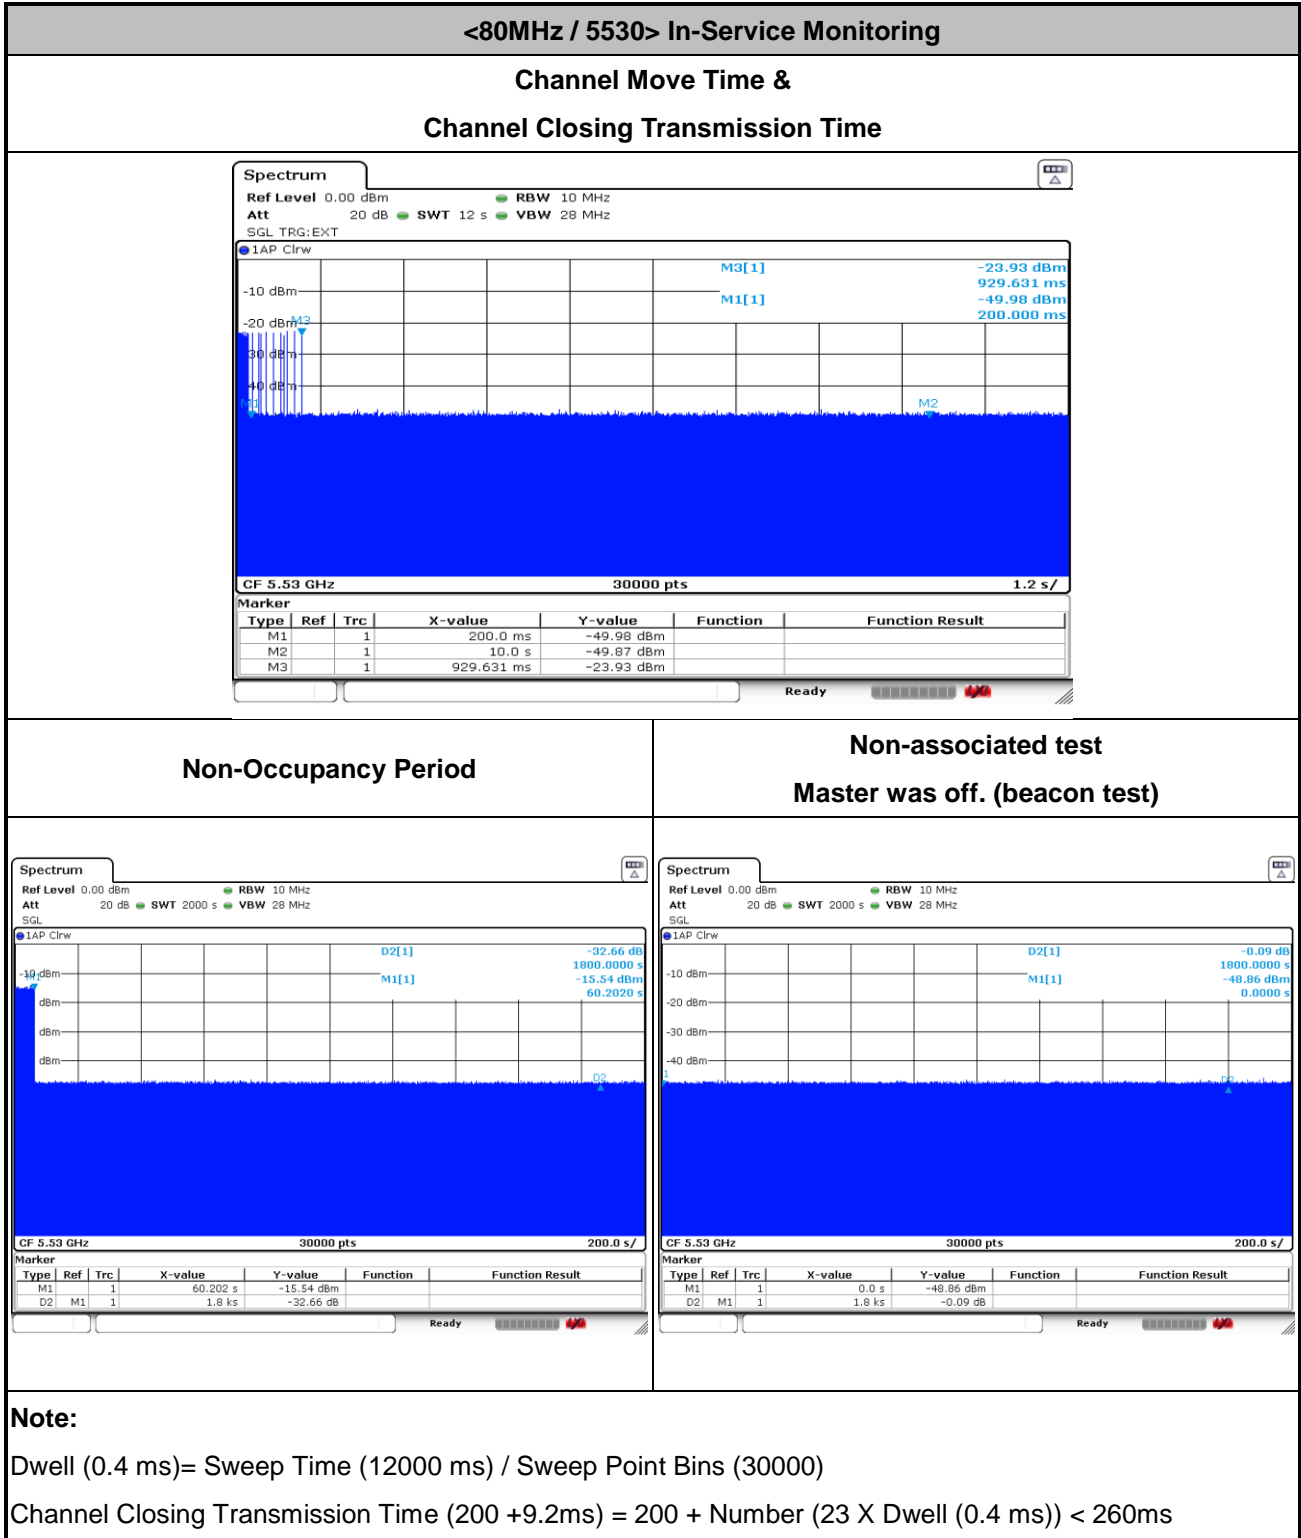 <80MHz / 5530> In-Service Monitoring
Channel Move Time &
Channel Closing Transmission Time
Spectrum
Ref Level 0.00 dBm RBW 10 MHz
Att 20 dB SWT 12 s VBW 28 MHz
SGL TRG:EXT
1AP Clrw
M3[1] -23.93 dBm
929.631 ms
-10 dBm
M1[1] -49.98 dBm
200.000 ms
-20 dBm
M3
-30 dBm
-40 dBm
M1
M2
CF 5.53 GHz 30000 pts 1.2 s/
Marker
Type Ref Trc X-value Y-value Function Function Result
M1 1 200.0 ms -49.98 dBm
M2 1 10.0 s -49.87 dBm
M3 1 929.631 ms -23.93 dBm
Ready
Non-Occupancy Period
Non-associated test
Master was off. (beacon test)
Spectrum
Ref Level 0.00 dBm RBW 10 MHz
Att 20 dB SWT 2000 s VBW 28 MHz
SGL
1AP Clrw
D2[1] -32.66 dB
1800.0000 s
-10 dBm
M1
M1[1] -15.54 dBm
60.2020 s
dBm
dBm
dBm
D2
CF 5.53 GHz 30000 pts 200.0 s/
Marker
Type Ref Trc X-value Y-value Function Function Result
M1 1 60.202 s -15.54 dBm
D2 M1 1 1.8 ks -32.66 dB
Ready
Spectrum
Ref Level 0.00 dBm RBW 10 MHz
Att 20 dB SWT 2000 s VBW 28 MHz
SGL
1AP Clrw
D2[1] -0.09 dB
1800.0000 s
-10 dBm
M1[1] -48.86 dBm
0.0000 s
-20 dBm
-30 dBm
-40 dBm
1
D2
CF 5.53 GHz 30000 pts 200.0 s/
Marker
Type Ref Trc X-value Y-value Function Function Result
M1 1 0.0 s -48.86 dBm
D2 M1 1 1.8 ks -0.09 dB
Ready
Note:
Dwell (0.4 ms)= Sweep Time (12000 ms) / Sweep Point Bins (30000)
Channel Closing Transmission Time (200 +9.2ms) = 200 + Number (23 X Dwell (0.4 ms)) < 260ms